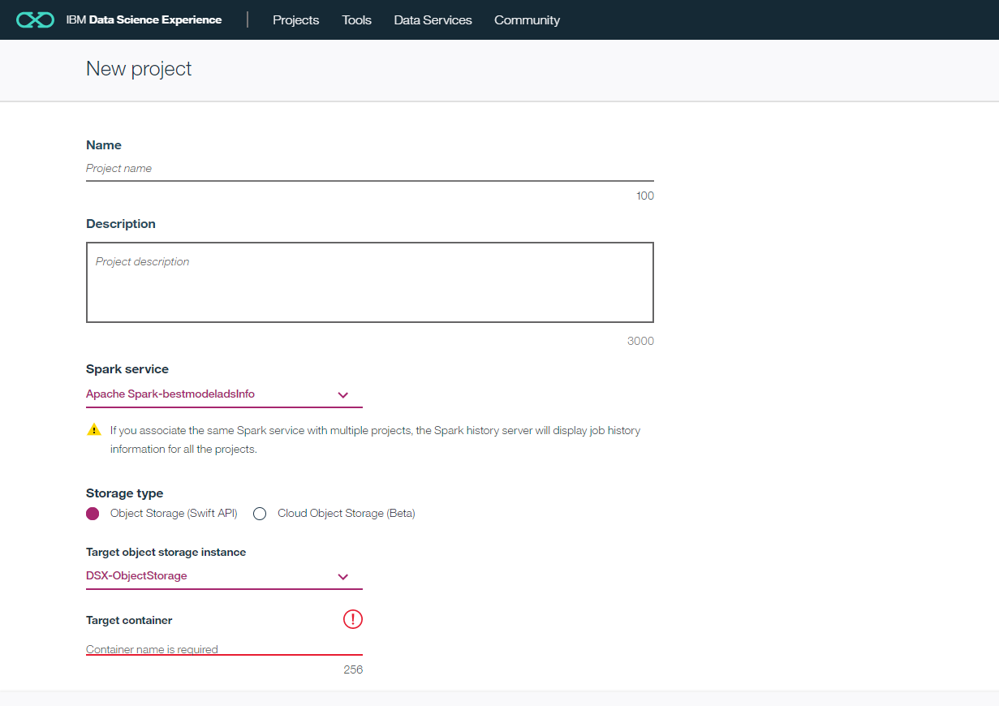 IBM Data Science Experience Projects Tools Data Services Community
New project
Name
Project name
100
Description
Project description
3000
Spark service
Apache Spark-bestmodeladsInfo
If you associate the same Spark service with multiple projects, the Spark history server will display job history
information for all the projects.
Storage type
Object Storage (Swift API) Cloud Object Storage (Beta)
Target object storage instance
DSX-ObjectStorage
Target container
Container name is required
256